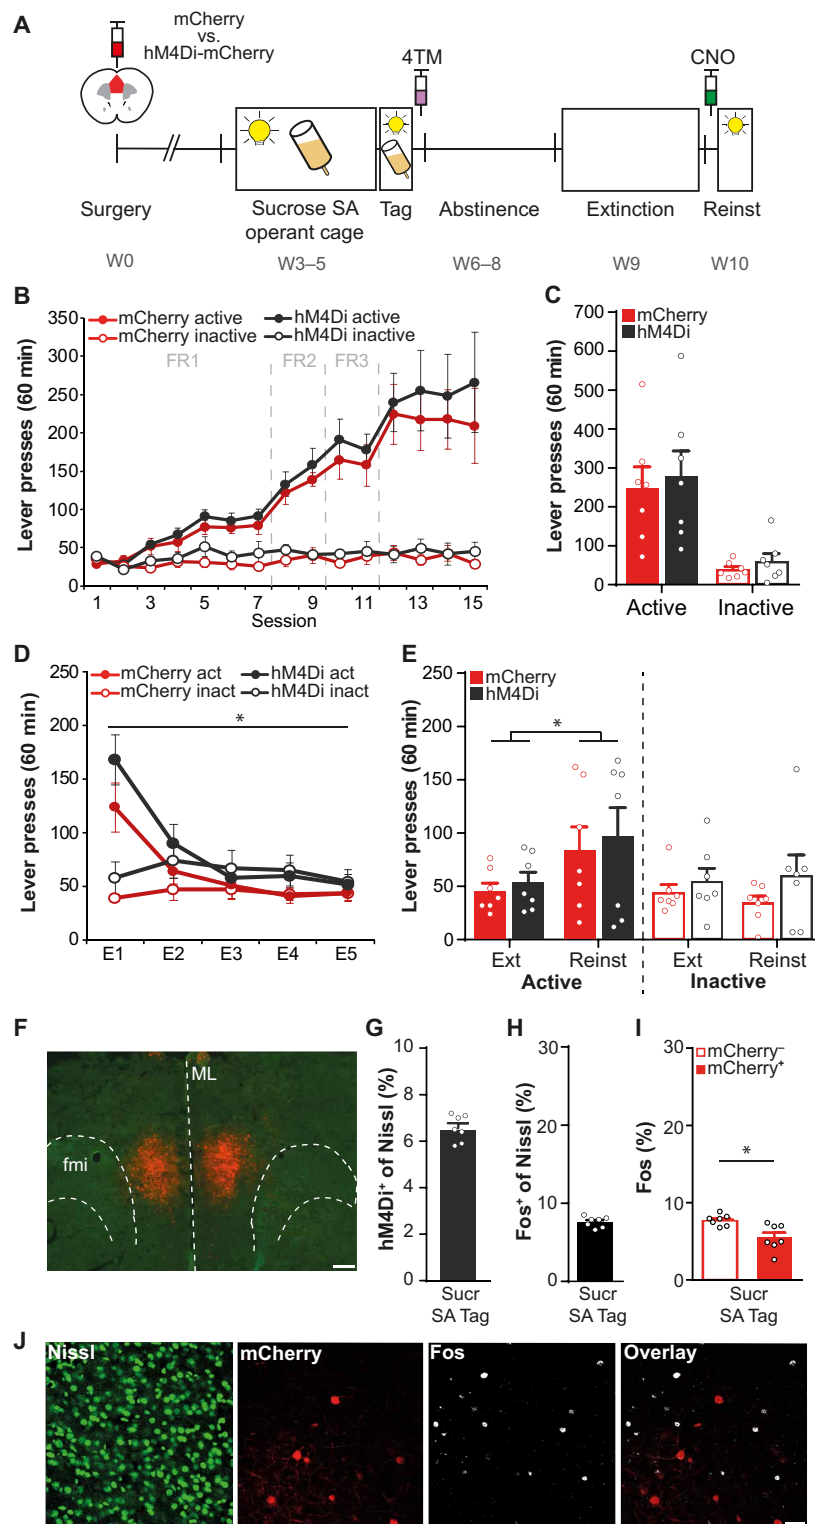 A
mCherry
vs.
hM4Di-mCherry
4TM
CNO
Surgery
Sucrose SA
operant cage
Tag
Abstinence
Extinction
Reinst
W0
W3–5
W6–8
W9
W10
B
mCherry active
hM4Di active
mCherry inactive
hM4Di inactive
FR1
FR2
FR3
Lever presses (60 min)
350
300
250
200
150
100
50
0
1
3
5
7
9
11
13
15
Session
C
mCherry
hM4Di
Lever presses (60 min)
700
600
500
400
300
200
100
0
Active
Inactive
D
mCherry act
hM4Di act
mCherry inact
hM4Di inact
Lever presses (60 min)
250
200
150
100
50
0
*
E1
E2
E3
E4
E5
E
mCherry
hM4Di
Lever presses (60 min)
250
200
150
100
50
0
*
Ext
Reinst
Ext
Reinst
Active
Inactive
F
ML
fmi
G
hM4Di+ of Nissl (%)
10
8
6
4
2
0
Sucr
SA Tag
H
Fos+ of Nissl (%)
30
20
10
0
Sucr
SA Tag
I
mCherry–
mCherry+
Fos (%)
30
20
10
0
*
Sucr
SA Tag
J
Nissl
mCherry
Fos
Overlay